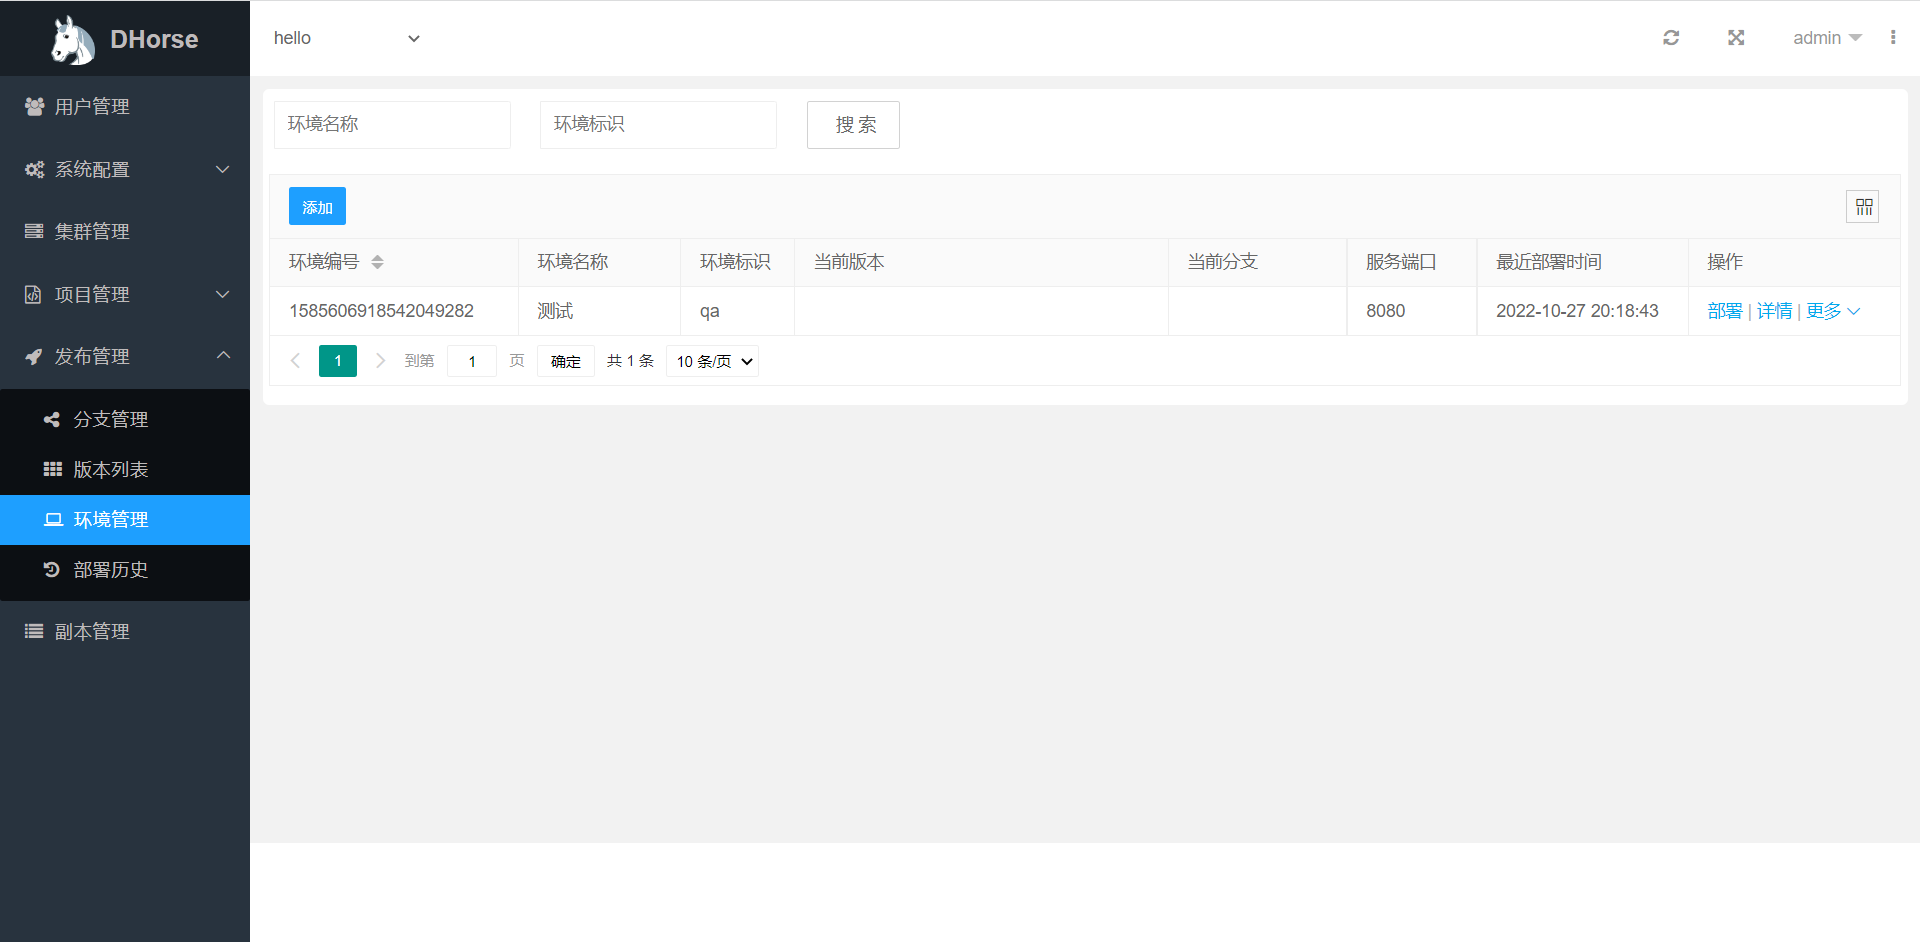 DHorse
hello
admin
用户管理
系统配置
集群管理
项目管理
发布管理
分支管理
版本列表
环境管理
部署历史
副本管理
环境名称 环境标识 搜 索
添加
环境编号 环境名称 环境标识 当前版本 当前分支 服务端口 最近部署时间 操作
1585606918542049282 测试 qa 8080 2022-10-27 20:18:43 部署 | 详情 | 更多
1 到第 1 页 确定 共 1 条 10 条/页